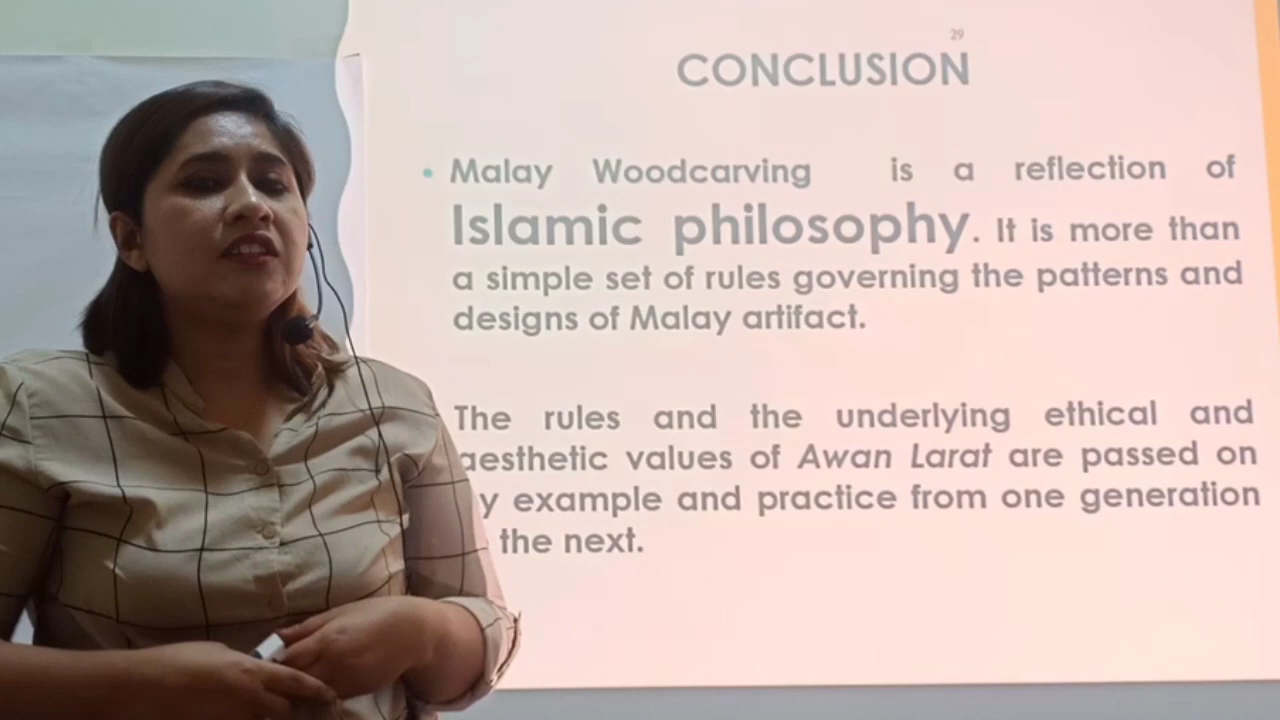 29
CONCLUSION
• Malay Woodcarving is a reflection of
Islamic philosophy. It is more than
a simple set of rules governing the patterns and
designs of Malay artifact.
The rules and the underlying ethical and
aesthetic values of Awan Larat are passed on
y example and practice from one generation
the next.